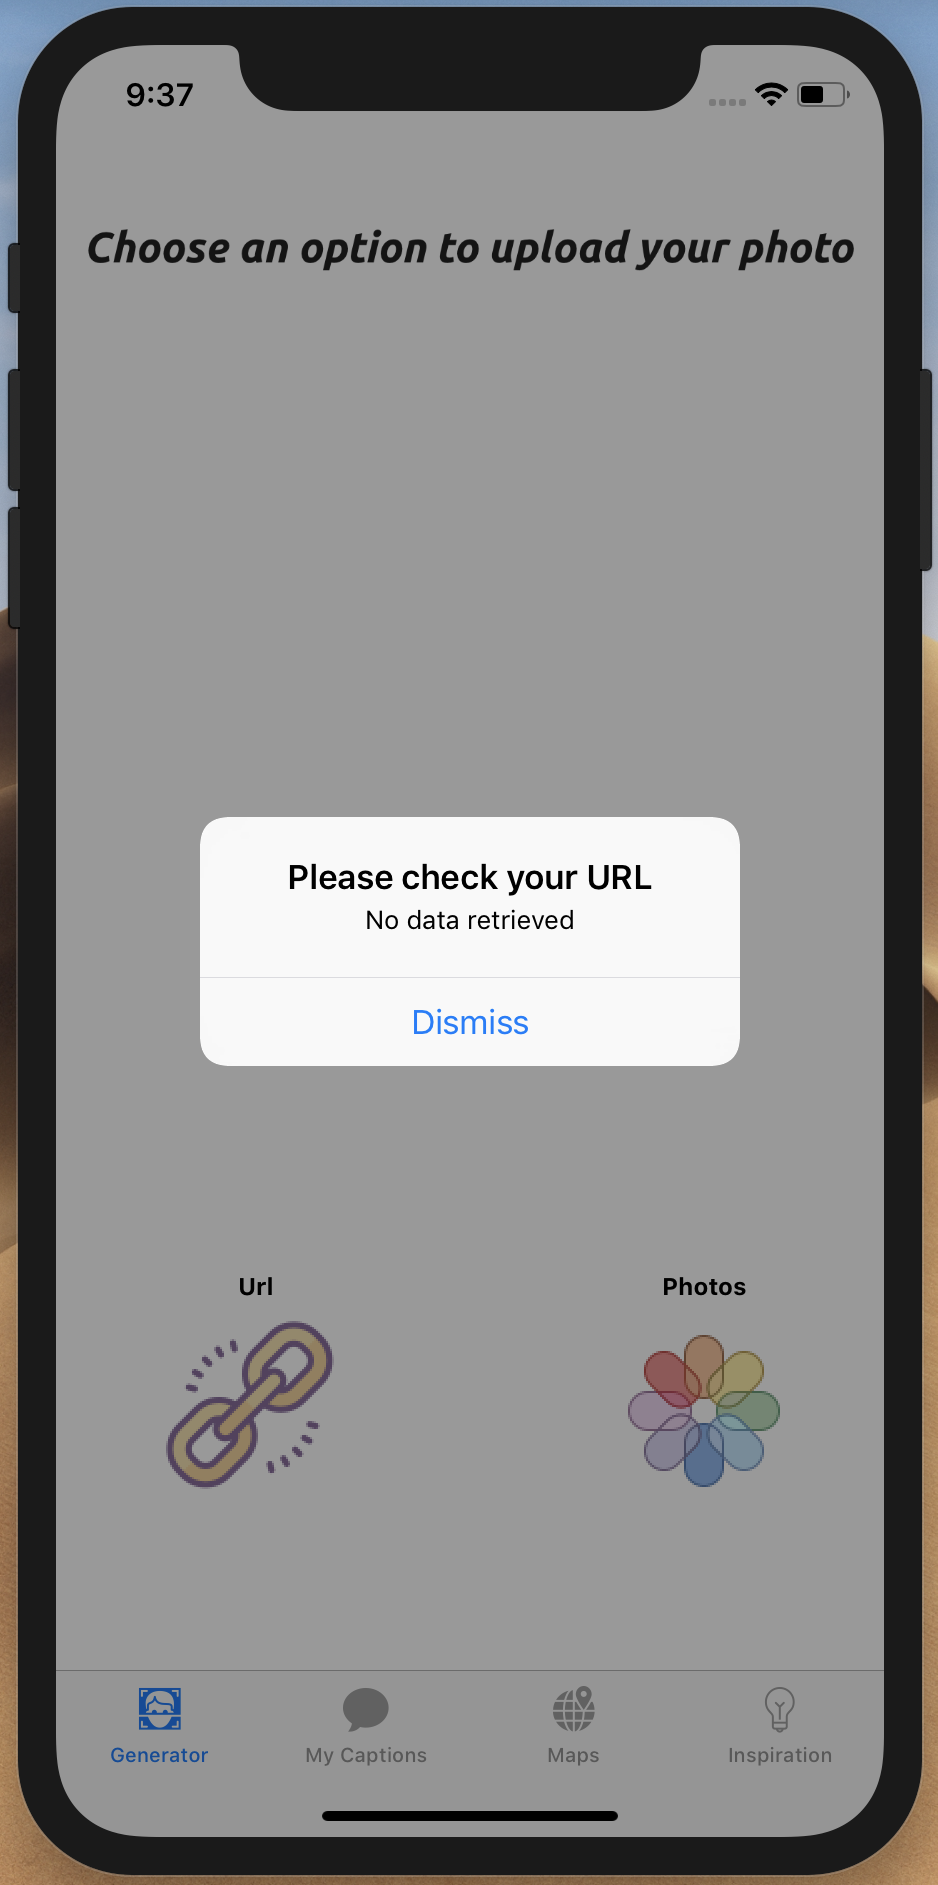 9:37
Choose an option to upload your photo
Please check your URL
No data retrieved
Dismiss
Url
Photos
Generator
My Captions
Maps
Inspiration